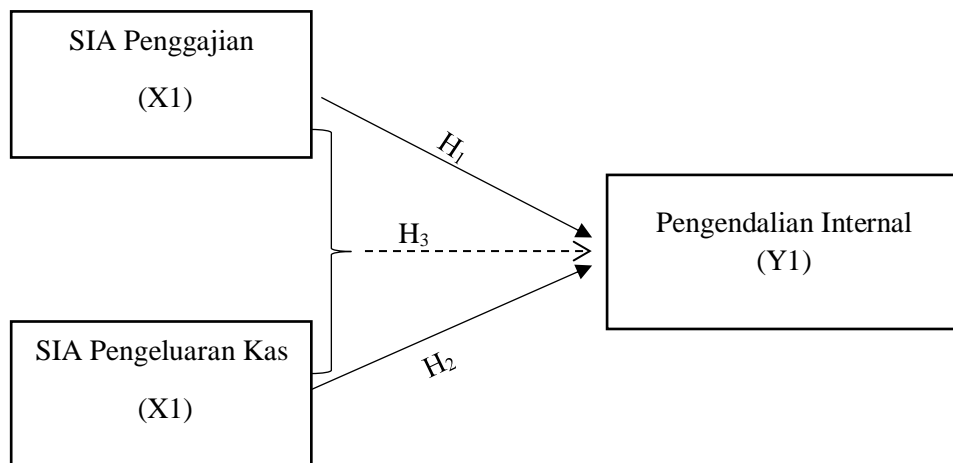 SIA Penggajian
(X1)
H₁
Pengendalian Internal
(Y1)
H₃
SIA Pengeluaran Kas
(X1)
H₂